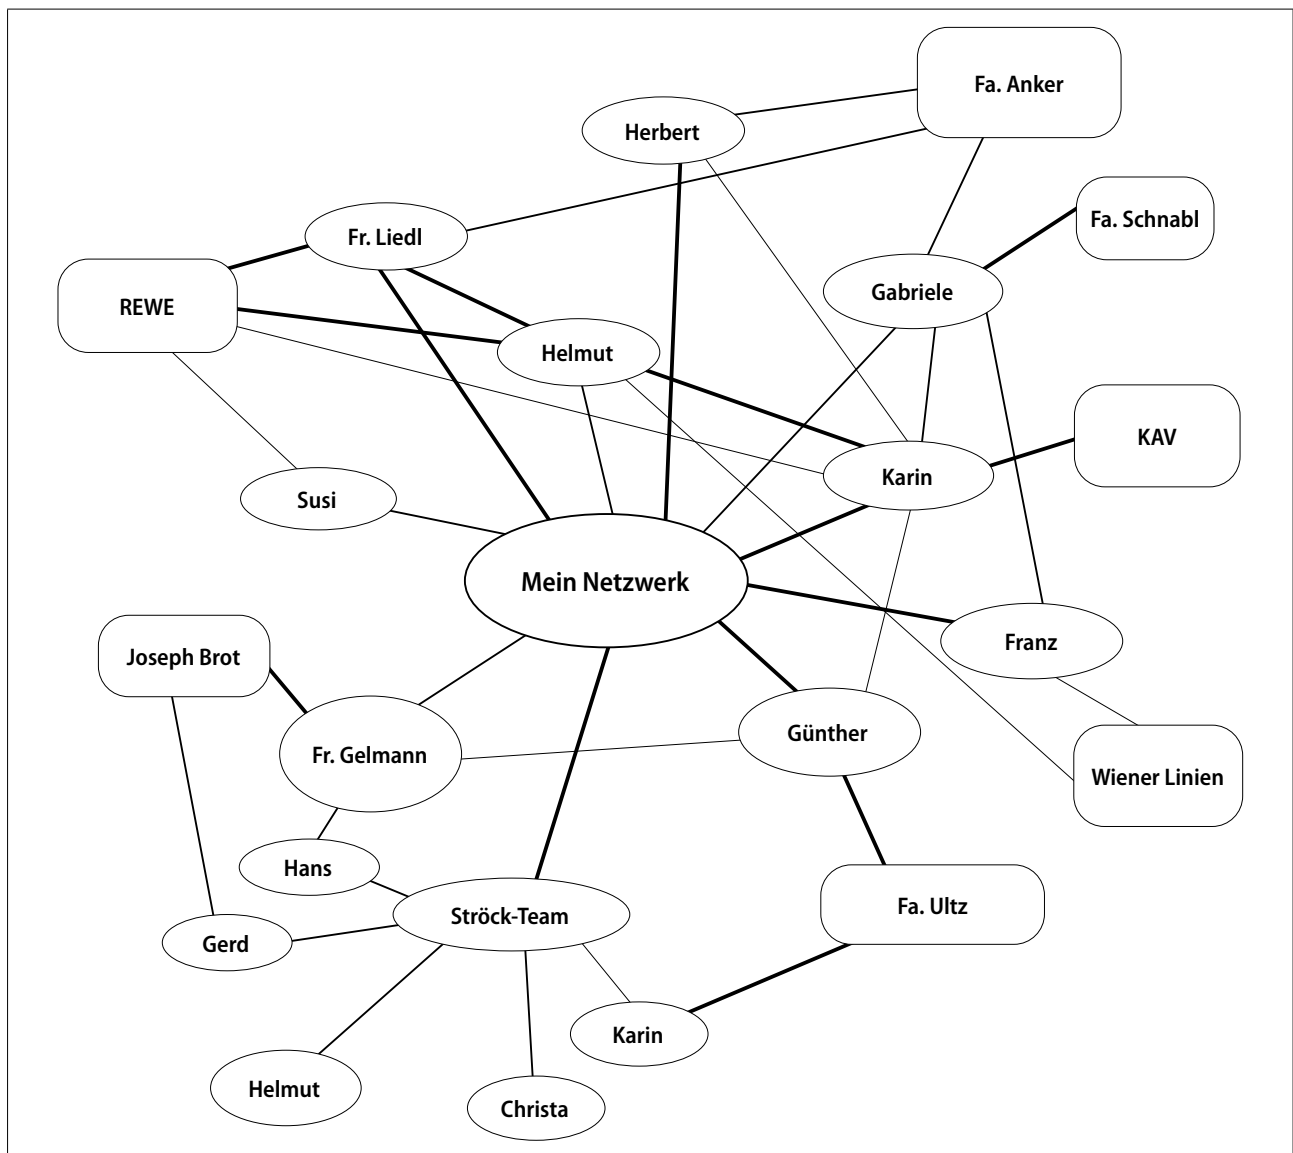 Fa. Anker
Herbert
Fa. Schnabl
Fr. Liedl
Gabriele
REWE
Helmut
KAV
Karin
Susi
Mein Netzwerk
Franz
Joseph Brot
Günther
Fr. Gelmann
Wiener Linien
Hans
Fa. Ultz
Ströck-Team
Gerd
Karin
Helmut
Christa